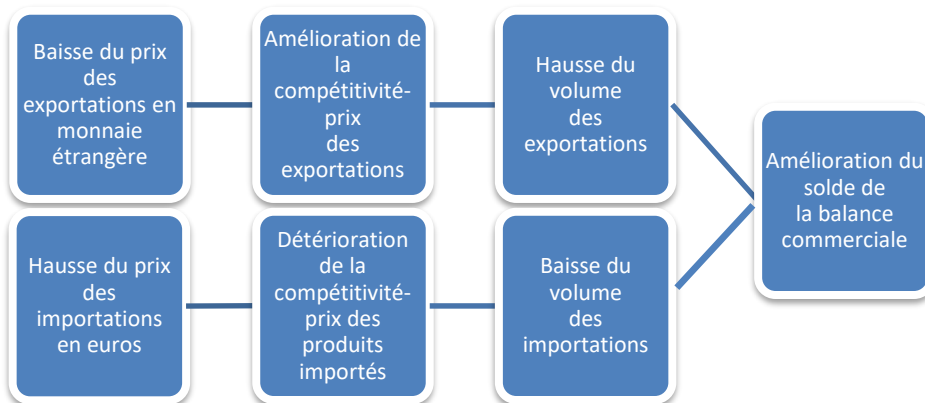 Baisse du prix
des
exportations en
monnaie
étrangère
Amélioration de
la
compétitivité-
prix
des
exportations
Hausse du
volume
des
exportations
Amélioration du
solde de
la balance
commerciale
Hausse du prix
des
importations
en euros
Détérioration
de la
compétitivité-
prix des
produits
importés
Baisse du
volume
des
importations